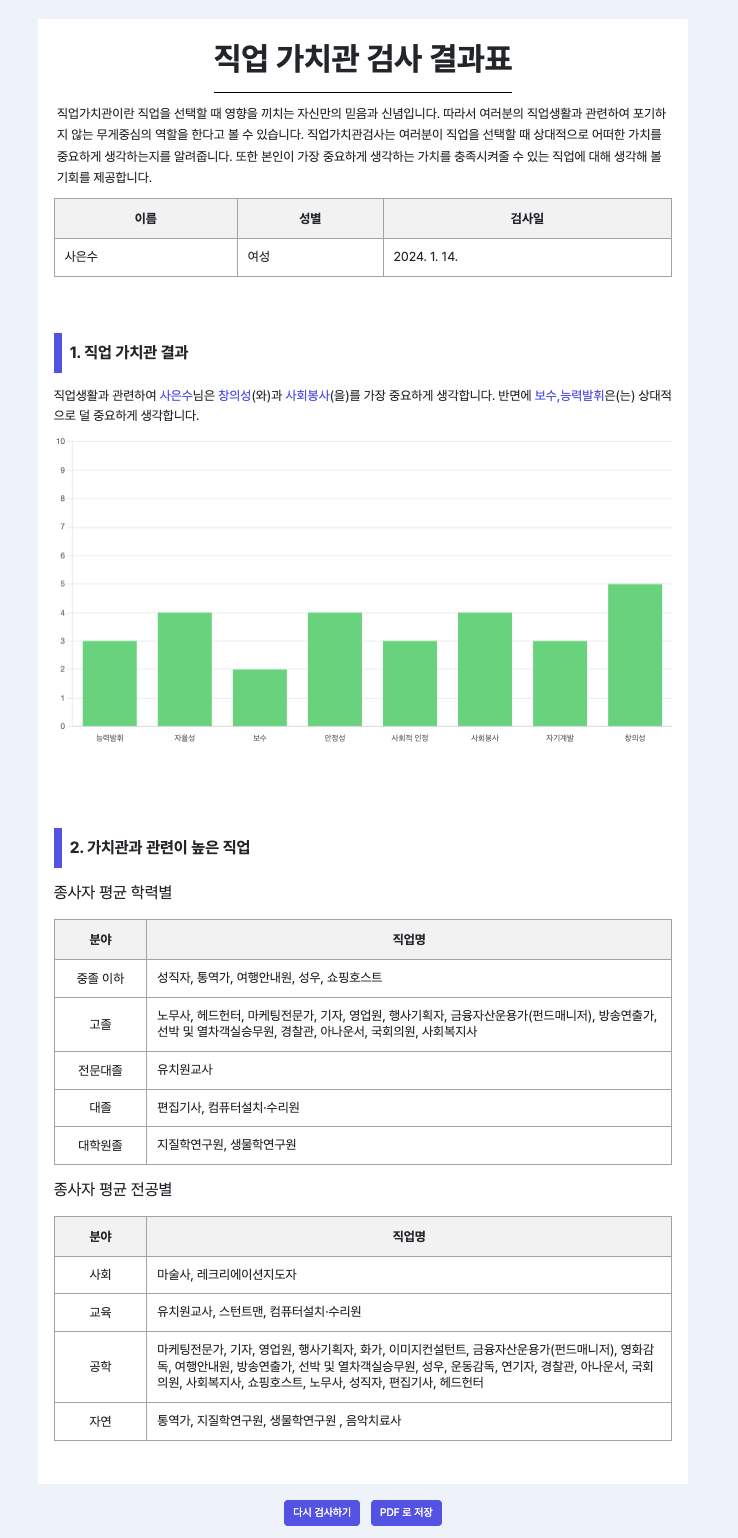 직업 가치관 검사 결과표
직업가치관이란 직업을 선택할 때 영향을 끼치는 자신만의 믿음과 신념입니다. 따라서 여러분의 직업생활과 관련하여 포기하
지 않는 무게중심의 역할을 한다고 볼 수 있습니다. 직업가치관검사는 여러분이 직업을 선택할 때 상대적으로 어떠한 가치를
중요하게 생각하는지를 알려줍니다. 또한 본인이 가장 중요하게 생각하는 가치를 충족시켜줄 수 있는 직업에 대해 생각해 볼
기회를 제공합니다.
이름 성별 검사일
사은수 여성 2024. 1. 14.
1. 직업 가치관 결과
직업생활과 관련하여 사은수님은 창의성(와)과 사회봉사(을)를 가장 중요하게 생각합니다. 반면에 보수,능력발휘은(는) 상대적
으로 덜 중요하게 생각합니다.
10
9
8
7
6
5
4
3
2
1
0
능력발휘 자율성 보수 안정성 사회적 인정 사회봉사 자기계발 창의성
2. 가치관과 관련이 높은 직업
종사자 평균 학력별
분야 직업명
중졸 이하 성직자, 통역가, 여행안내원, 성우, 쇼핑호스트
고졸 노무사, 헤드헌터, 마케팅전문가, 기자, 영업원, 행사기획자, 금융자산운용가(펀드매니저), 방송연출가,
선박 및 열차객실승무원, 경찰관, 아나운서, 국회의원, 사회복지사
전문대졸 유치원교사
대졸 편집기사, 컴퓨터설치·수리원
대학원졸 지질학연구원, 생물학연구원
종사자 평균 전공별
분야 직업명
사회 마술사, 레크리에이션지도자
교육 유치원교사, 스턴트맨, 컴퓨터설치·수리원
공학 마케팅전문가, 기자, 영업원, 행사기획자, 화가, 이미지컨설턴트, 금융자산운용가(펀드매니저), 영화감
독, 여행안내원, 방송연출가, 선박 및 열차객실승무원, 성우, 운동감독, 연기자, 경찰관, 아나운서, 국회
의원, 사회복지사, 쇼핑호스트, 노무사, 성직자, 편집기사, 헤드헌터
자연 통역가, 지질학연구원, 생물학연구원 , 음악치료사
다시 검사하기 PDF 로 저장